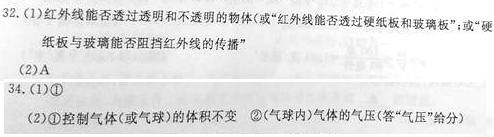 32.(1)红外线能否透过透明和不透明的物体(或“红外线能否透过硬纸板和玻璃板”;或“硬
纸板与玻璃能否阻挡红外线的传播”
(2)A
34.(1)①
(2)①控制气体(或气球)的体积不变 ②(气球内)气体的气压(答“气压”给分)